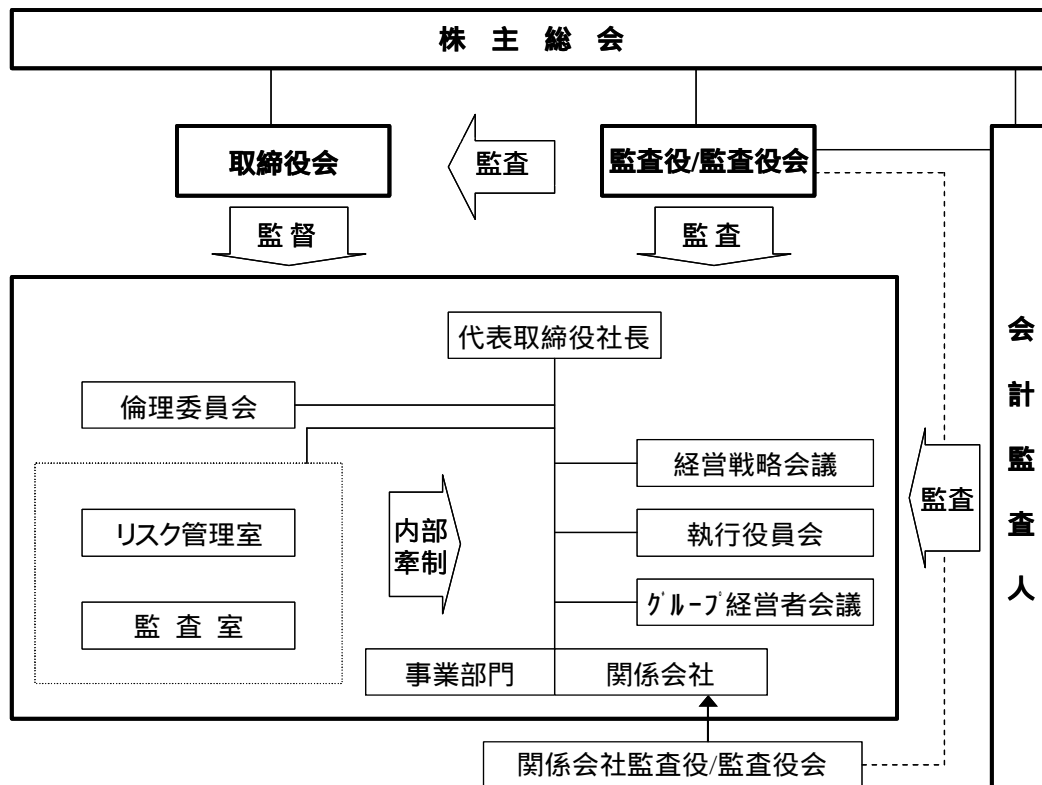 株 主 総 会
取締役会
監査
監査役/監査役会
監 督
監 査
代表取締役社長
倫理委員会
経営戦略会議
リスク管理室
内部
牽制
執行役員会
監 査 室
グループ経営者会議
事業部門
関係会社
関係会社監査役/監査役会
監査
会
計
監
査
人